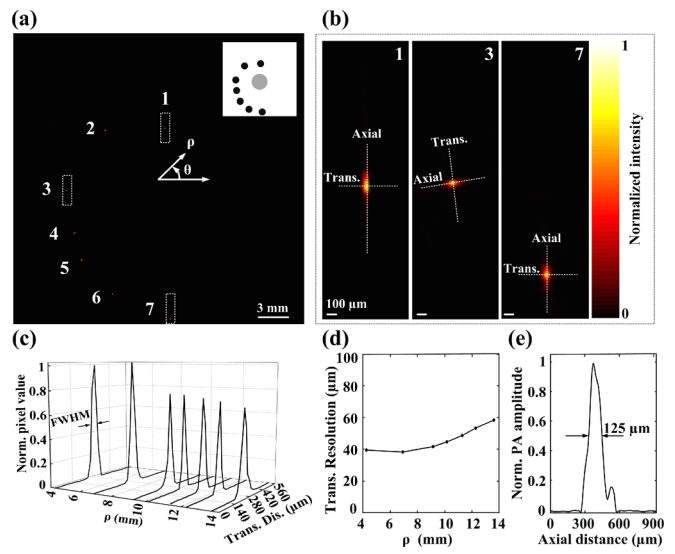 (a)
1
2
ρ
θ
3
4
5
6
7
3 mm
(b)
1
3
7
Axial
Trans.
Trans.
Axial
Axial
Trans.
100 µm
1
0
Normalized intensity
(c)
Norm. pixel value
1
0.8
0.6
0.4
0.2
0
FWHM
4
6
8
10
12
14
ρ (mm)
0
140
280
420
560
Trans. Dis. (µm)
(d)
Trans. Resolution (µm)
100
80
60
40
20
0
4
6
8
10
12
14
ρ (mm)
(e)
Norm. PA amplitude
1
0.8
0.6
0.4
0.2
0
125 µm
0
300
600
900
Axial distance (µm)